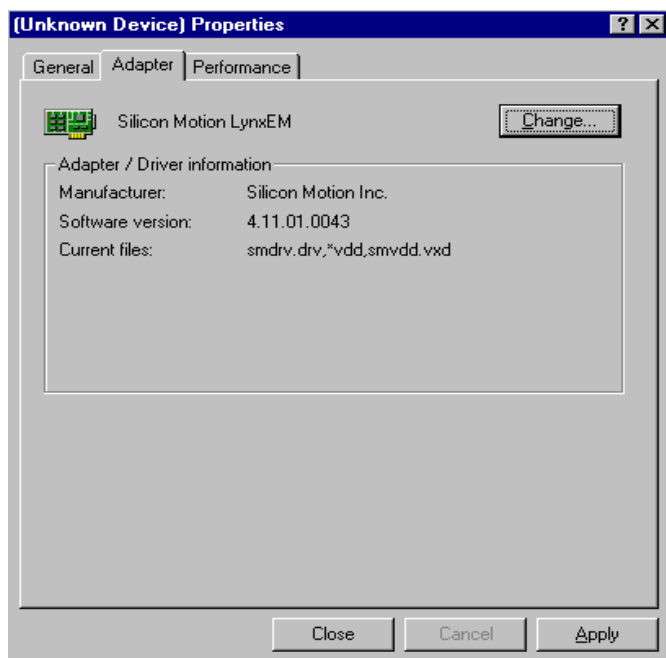 (Unknown Device) Properties
General Adapter Performance
Silicon Motion LynxEM Change...
Adapter / Driver information
Manufacturer: Silicon Motion Inc.
Software version: 4.11.01.0043
Current files: smdrv.drv,*vdd,smvdd.vxd
Close Cancel Apply